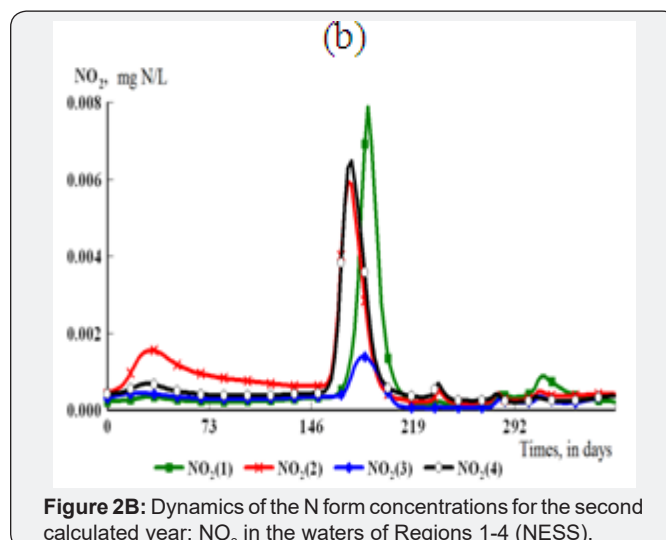 (b)
NO₂, mg N/L
0.008
0.006
0.004
0.002
0.000
0 73 146 219 292
Times, in days
NO₂(1) NO₂(2) NO₂(3) NO₂(4)
Figure 2B: Dynamics of the N form concentrations for the second
calculated year: NO₂ in the waters of Regions 1-4 (NESS).